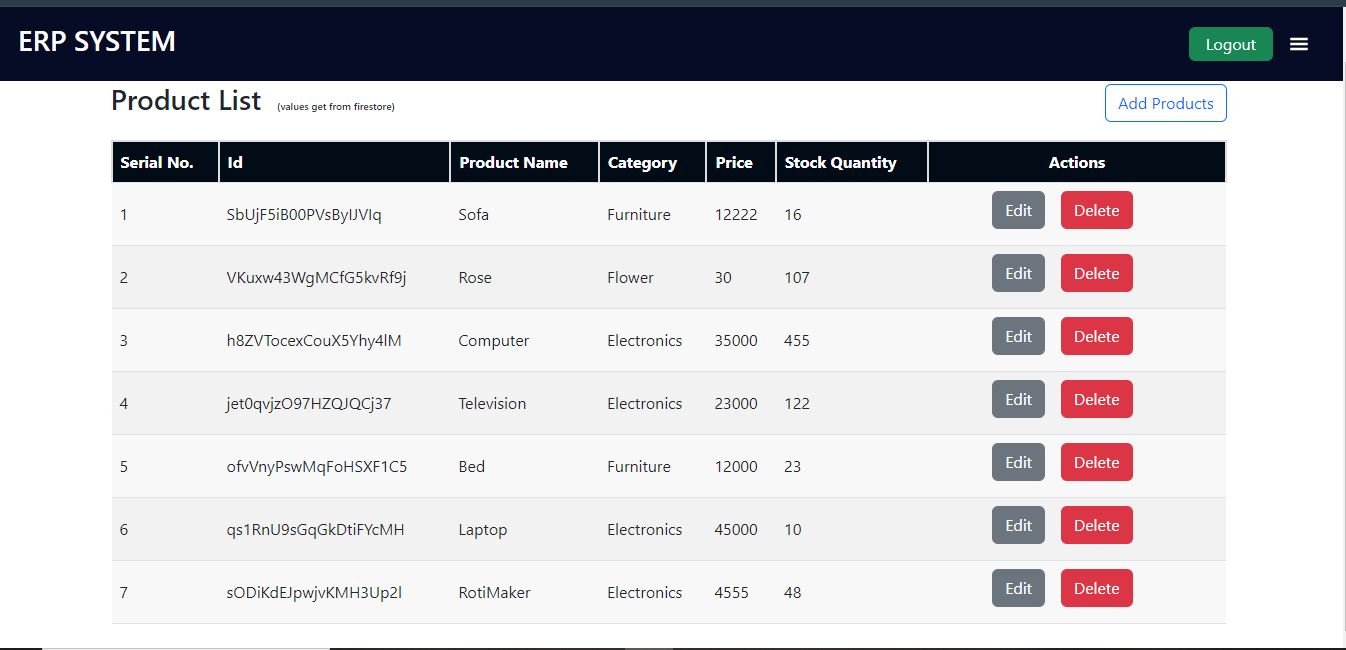 ERP SYSTEM
Logout
Product List (values get from firestore)
Add Products
Serial No. Id Product Name Category Price Stock Quantity Actions
1 SbUjF5iB00PVsByIJVIq Sofa Furniture 12222 16 Edit Delete
2 VKuxw43WgMCfG5kvRf9j Rose Flower 30 107 Edit Delete
3 h8ZVTocexCouX5Yhy4lM Computer Electronics 35000 455 Edit Delete
4 jet0qvjzO97HZQJQCj37 Television Electronics 23000 122 Edit Delete
5 ofvVnyPswMqFoHSXF1C5 Bed Furniture 12000 23 Edit Delete
6 qs1RnU9sGqGkDtiFYcMH Laptop Electronics 45000 10 Edit Delete
7 sODiKdEJpwjvKMH3Up2l RotiMaker Electronics 4555 48 Edit Delete